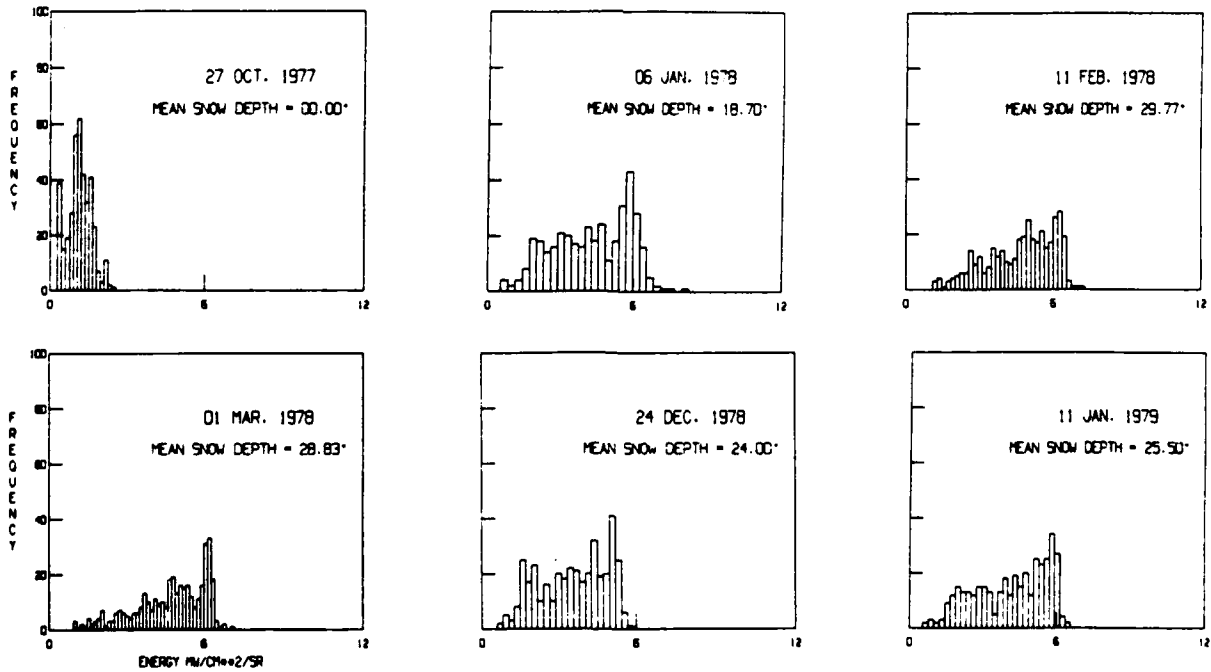 100
80
60
40
20
0
FREQUENCY
27 OCT. 1977
MEAN SNOW DEPTH = 00.00"
0 6 12
06 JAN. 1978
MEAN SNOW DEPTH = 18.70"
0 6 12
11 FEB. 1978
MEAN SNOW DEPTH = 29.77"
0 6 12
100
80
60
40
20
0
FREQUENCY
01 MAR. 1978
MEAN SNOW DEPTH = 28.83"
0 6 12
ENERGY MW/CM**2/SR
24 DEC. 1978
MEAN SNOW DEPTH = 24.00"
0 6 12
11 JAN. 1979
MEAN SNOW DEPTH = 25.50"
0 6 12